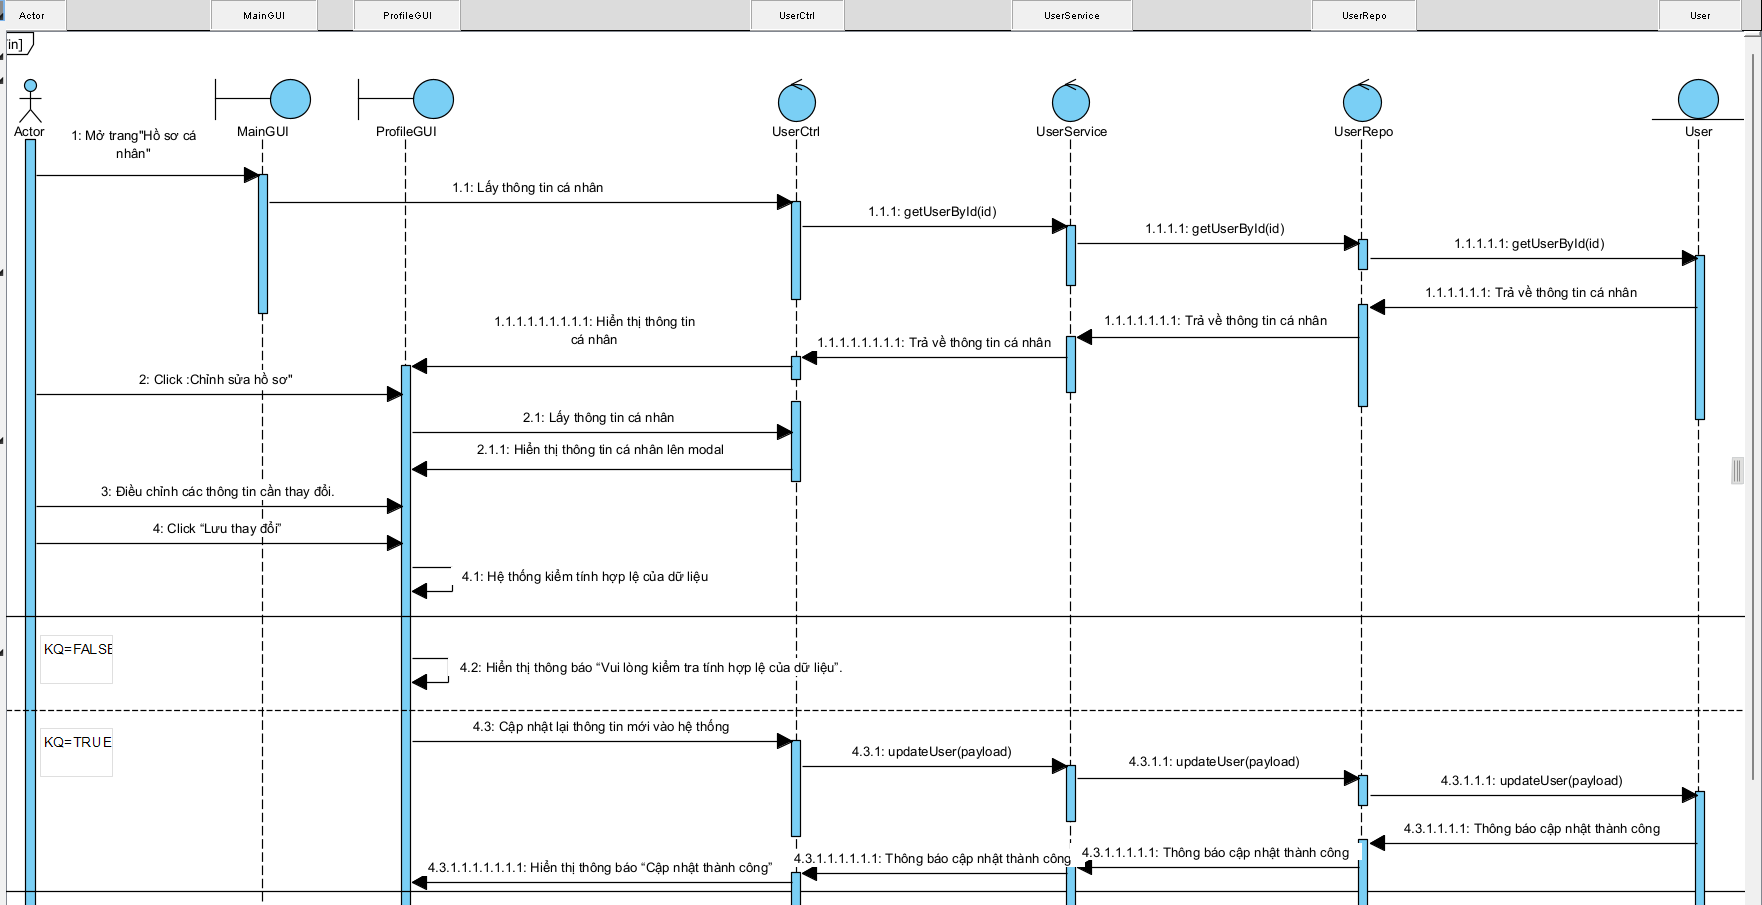 Actor
MainGUI
ProfileGUI
UserCtrl
UserService
UserRepo
User
in]
Actor
MainGUI
ProfileGUI
UserCtrl
UserService
UserRepo
User
1: Mở trang"Hồ sơ cá
nhân"
1.1: Lấy thông tin cá nhân
1.1.1: getUserById(id)
1.1.1.1: getUserById(id)
1.1.1.1.1: getUserById(id)
1.1.1.1.1.1: Trả về thông tin cá nhân
1.1.1.1.1.1.1: Trả về thông tin cá nhân
1.1.1.1.1.1.1.1: Trả về thông tin cá nhân
1.1.1.1.1.1.1.1.1: Hiển thị thông tin
cá nhân
2: Click :Chỉnh sửa hồ sơ"
2.1: Lấy thông tin cá nhân
2.1.1: Hiển thị thông tin cá nhân lên modal
3: Điều chỉnh các thông tin cần thay đổi.
4: Click “Lưu thay đổi”
4.1: Hệ thống kiểm tính hợp lệ của dữ liệu
KQ=FALSE
4.2: Hiển thị thông báo “Vui lòng kiểm tra tính hợp lệ của dữ liệu”.
KQ=TRUE
4.3: Cập nhật lại thông tin mới vào hệ thống
4.3.1: updateUser(payload)
4.3.1.1: updateUser(payload)
4.3.1.1.1: updateUser(payload)
4.3.1.1.1.1: Thông báo cập nhật thành công
4.3.1.1.1.1.1: Thông báo cập nhật thành công
4.3.1.1.1.1.1.1: Thông báo cập nhật thành công
4.3.1.1.1.1.1.1.1: Hiển thị thông báo “Cập nhật thành công”